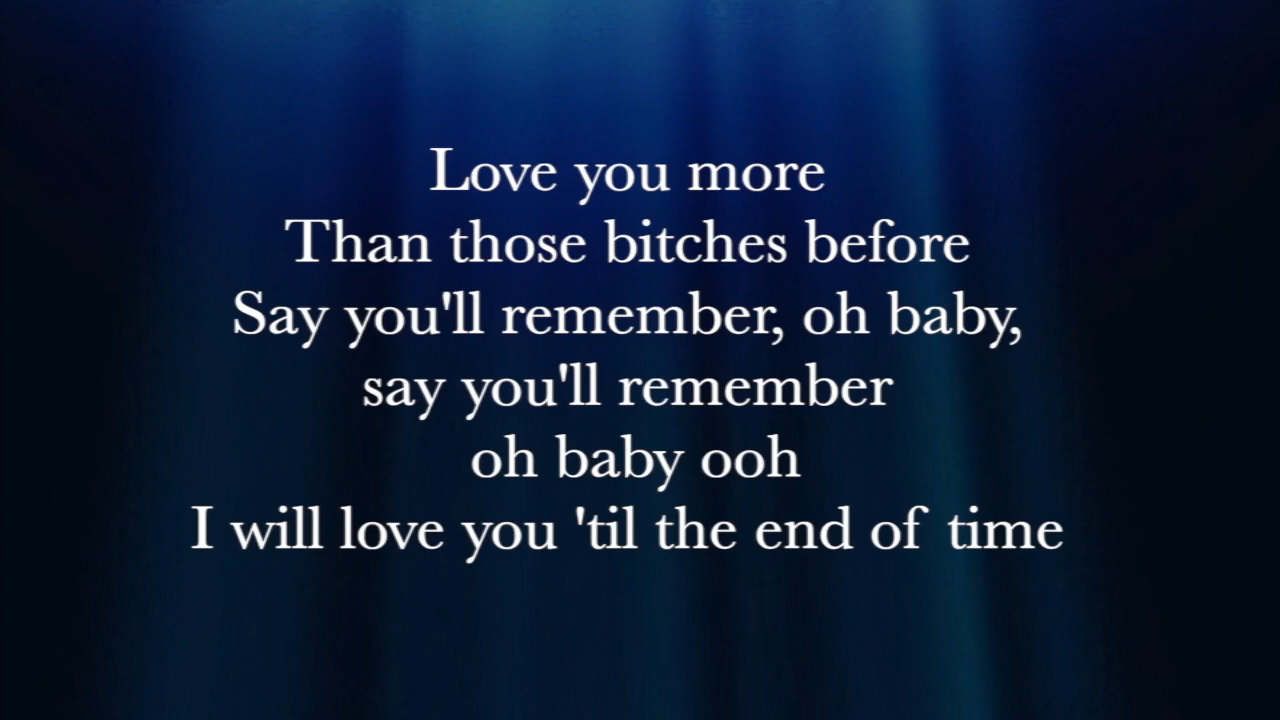 Love you more
Than those bitches before
Say you'll remember, oh baby,
say you'll remember
oh baby ooh
I will love you 'til the end of time